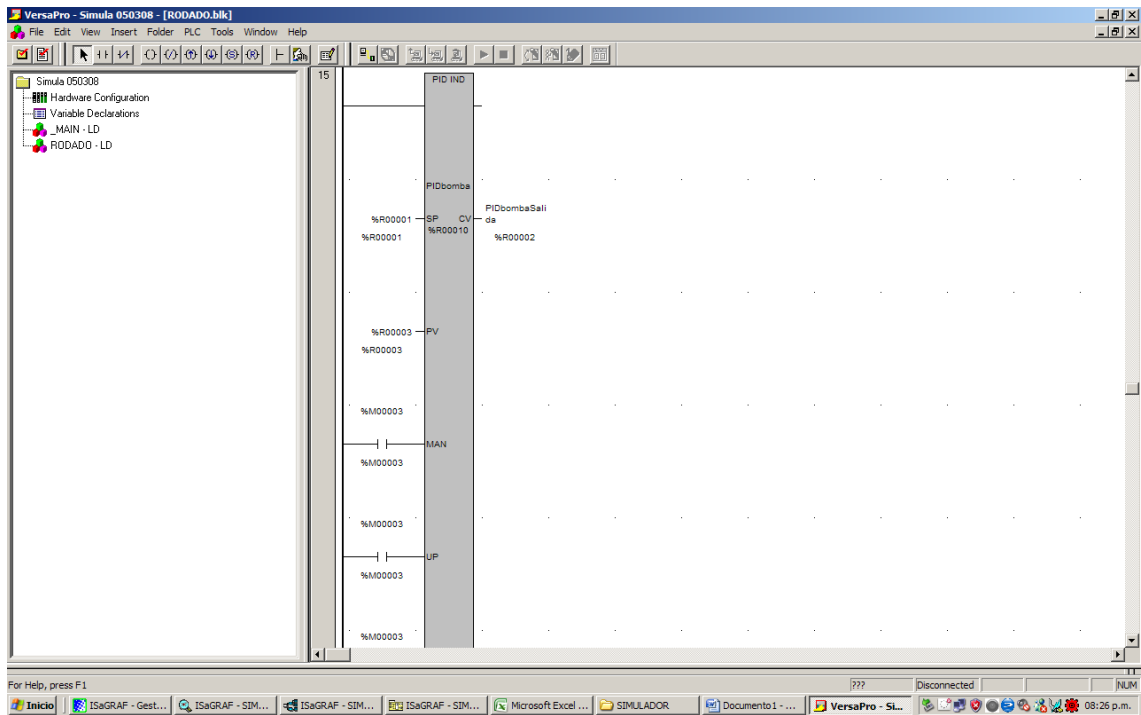 VersaPro - Simula 050308 - [RODADO.blk]
File Edit View Insert Folder PLC Tools Window Help
Simula 050308
Hardware Configuration
Variable Declarations
_MAIN - LD
RODADO - LD
15
PID IND
PIDbomba
PIDbombaSali
%R00001 SP CV da
%R00001 %R00010 %R00002
%R00003 PV
%R00003
%M00003
MAN
%M00003
%M00003
UP
%M00003
%M00003
For Help, press F1
??? Disconnected NUM
Inicio ISaGRAF - Gest... ISaGRAF - SIM... ISaGRAF - SIM... ISaGRAF - SIM... Microsoft Excel ... SIMULADOR Documento1 - ... VersaPro - Si... 08:26 p.m.